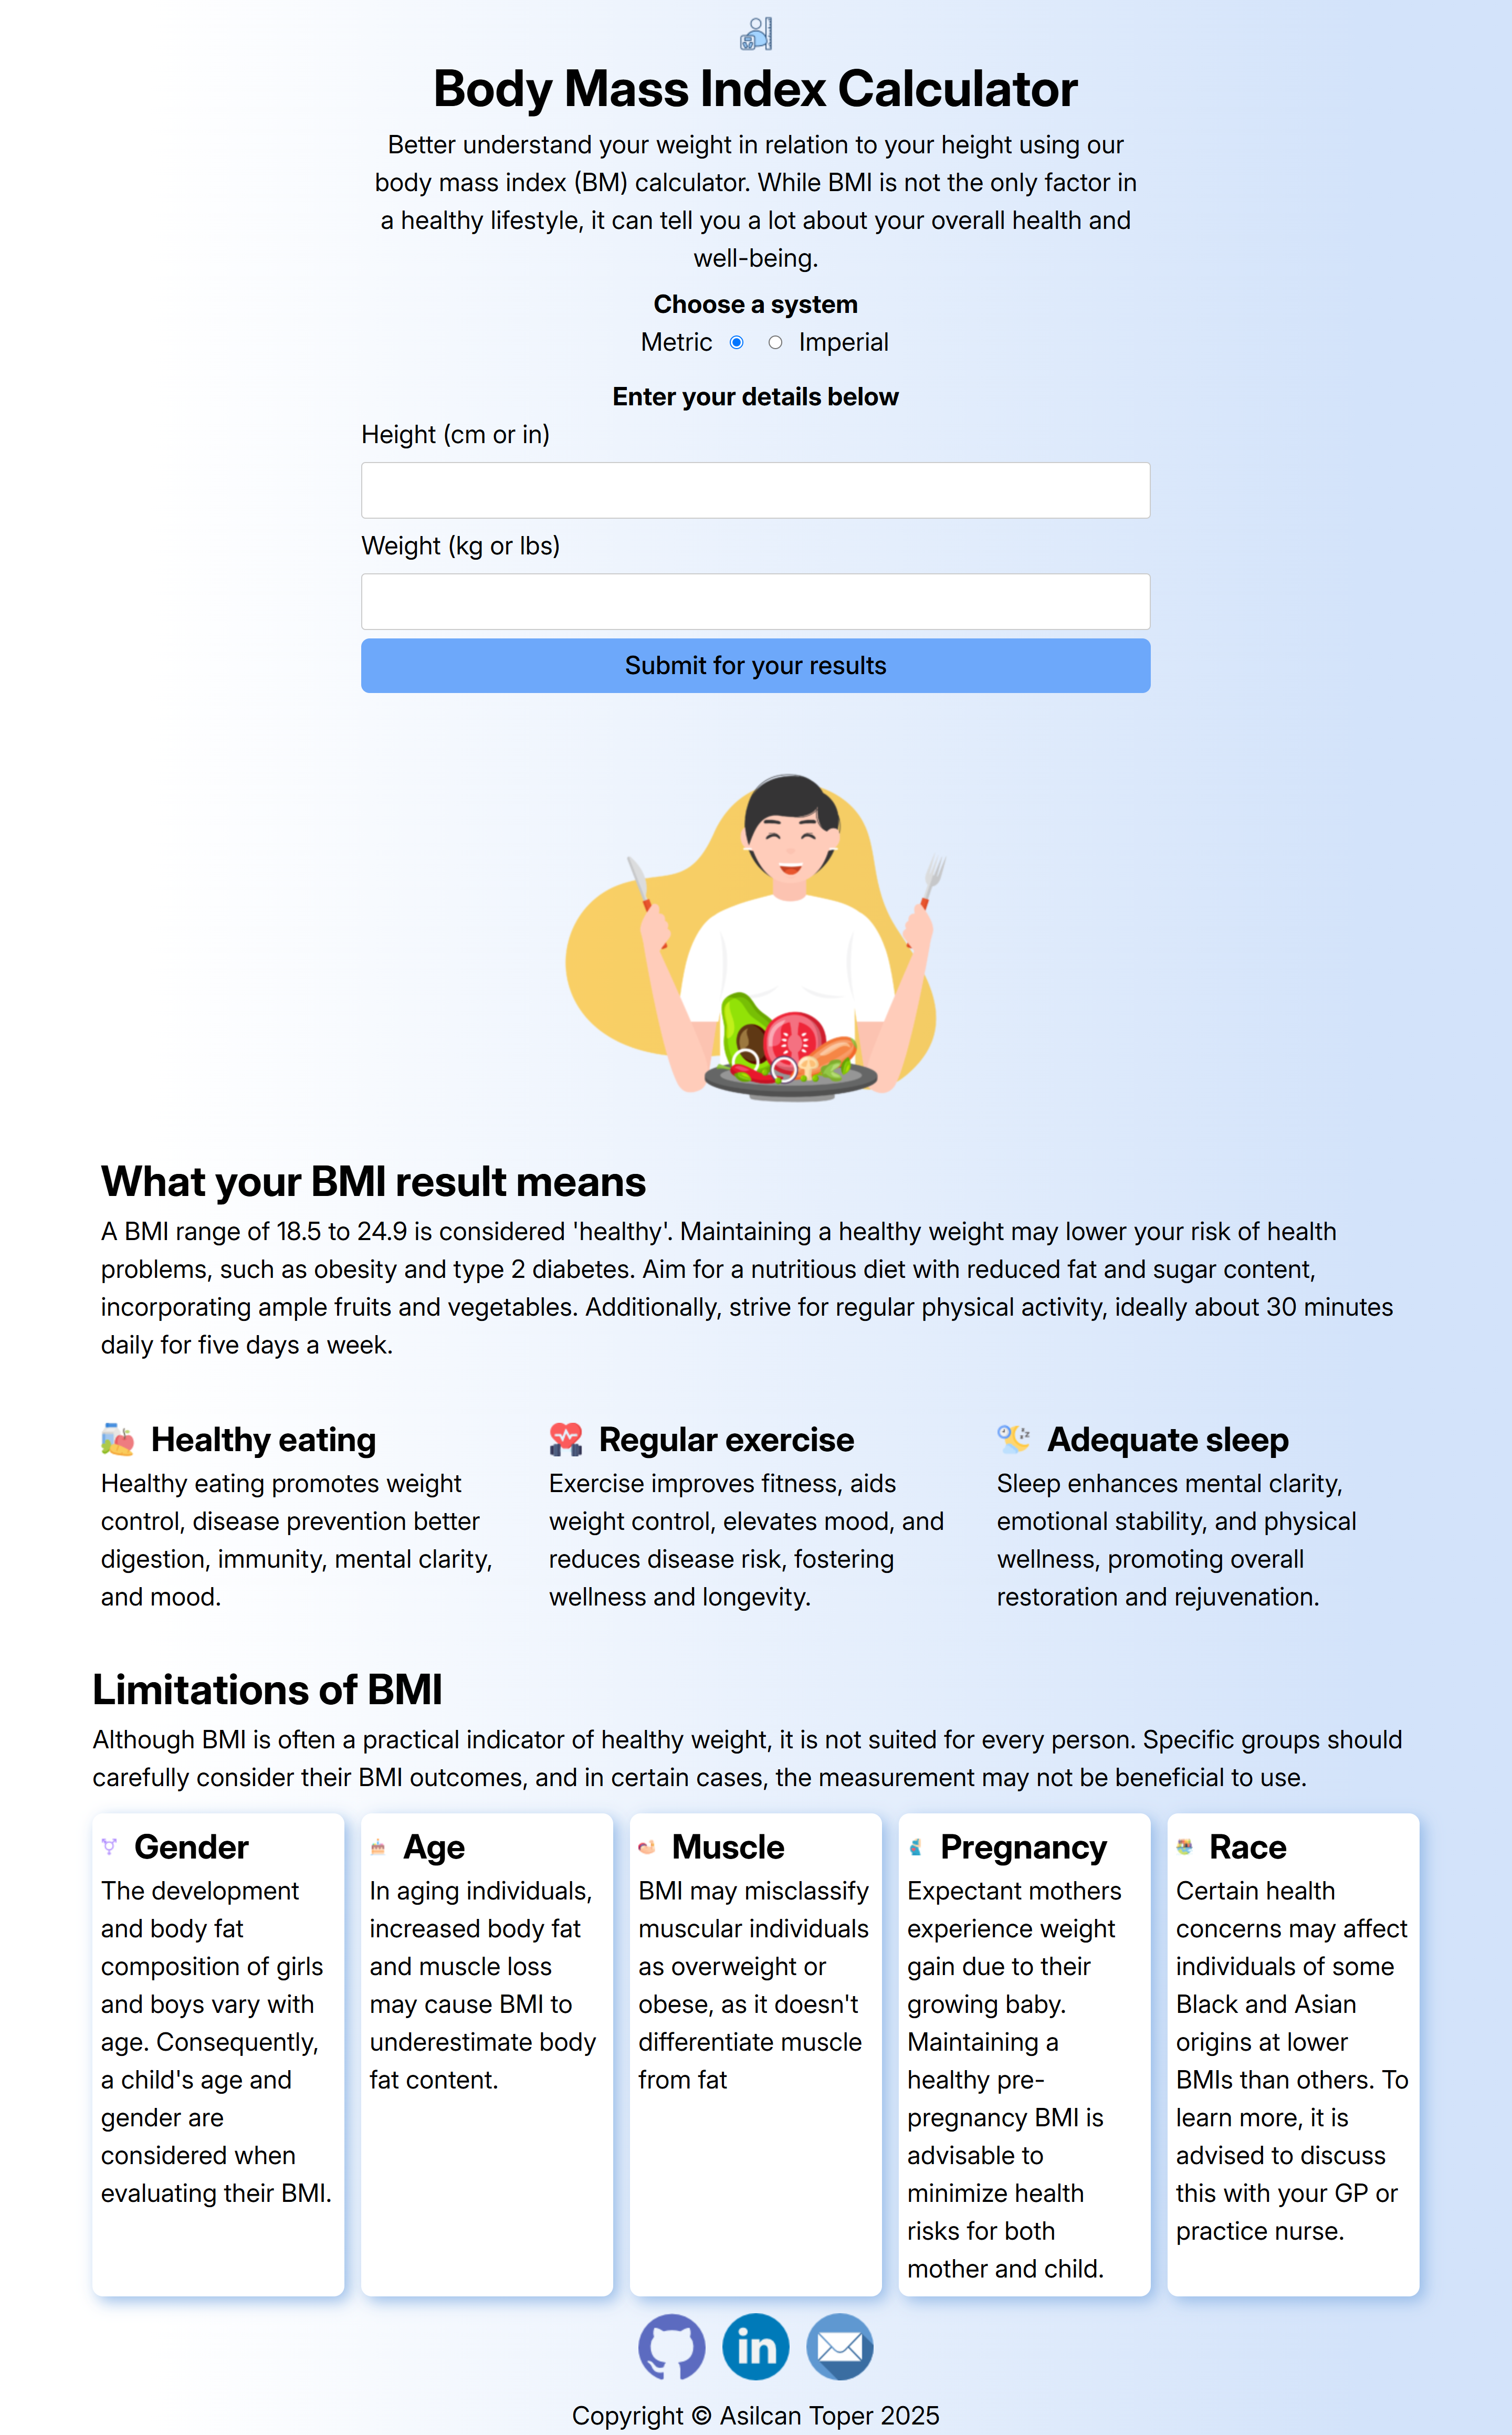 Body Mass Index Calculator
Better understand your weight in relation to your height using our
body mass index (BM) calculator. While BMI is not the only factor in
a healthy lifestyle, it can tell you a lot about your overall health and
well-being.
Choose a system
Metric Imperial
Enter your details below
Height (cm or in)
Weight (kg or lbs)
Submit for your results
What your BMI result means
A BMI range of 18.5 to 24.9 is considered 'healthy'. Maintaining a healthy weight may lower your risk of health
problems, such as obesity and type 2 diabetes. Aim for a nutritious diet with reduced fat and sugar content,
incorporating ample fruits and vegetables. Additionally, strive for regular physical activity, ideally about 30 minutes
daily for five days a week.
Healthy eating
Healthy eating promotes weight
control, disease prevention better
digestion, immunity, mental clarity,
and mood.
Regular exercise
Exercise improves fitness, aids
weight control, elevates mood, and
reduces disease risk, fostering
wellness and longevity.
Adequate sleep
Sleep enhances mental clarity,
emotional stability, and physical
wellness, promoting overall
restoration and rejuvenation.
Limitations of BMI
Although BMI is often a practical indicator of healthy weight, it is not suited for every person. Specific groups should
carefully consider their BMI outcomes, and in certain cases, the measurement may not be beneficial to use.
Gender
The development
and body fat
composition of girls
and boys vary with
age. Consequently,
a child's age and
gender are
considered when
evaluating their BMI.
Age
In aging individuals,
increased body fat
and muscle loss
may cause BMI to
underestimate body
fat content.
Muscle
BMI may misclassify
muscular individuals
as overweight or
obese, as it doesn't
differentiate muscle
from fat
Pregnancy
Expectant mothers
experience weight
gain due to their
growing baby.
Maintaining a
healthy pre-
pregnancy BMI is
advisable to
minimize health
risks for both
mother and child.
Race
Certain health
concerns may affect
individuals of some
Black and Asian
origins at lower
BMIs than others. To
learn more, it is
advised to discuss
this with your GP or
practice nurse.
in
Copyright © Asilcan Toper 2025